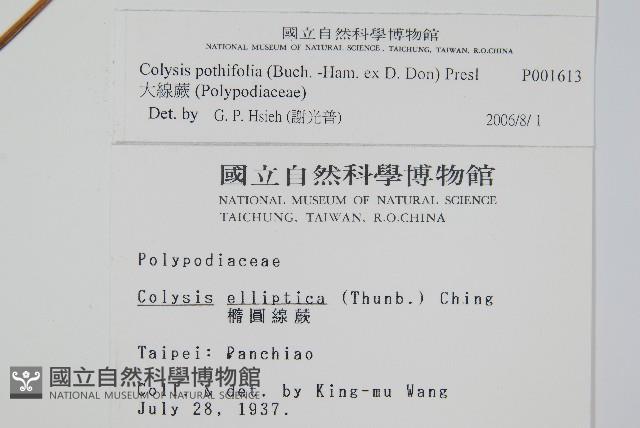 國立自然科學博物館
NATIONAL MUSEUM OF NATURAL SCIENCE, TAICHUNG, TAIWAN, R.O.CHINA
Colysis pothifolia (Buch. -Ham. ex D. Don) Presl P001613
大線蕨 (Polypodiaceae)
Det. by G. P. Hsieh (謝光普) 2006/8/1
國立自然科學博物館
NATIONAL MUSEUM OF NATURAL SCIENCE
TAICHUNG, TAIWAN, R.O.CHINA
Polypodiaceae
Colysis elliptica (Thunb.) Ching
橢圓線蕨
Taipei: Panchiao
Coll. & det. by King-mu Wang
July 28, 1937.
國立自然科學博物館
NATIONAL MUSEUM OF NATURAL SCIENCE